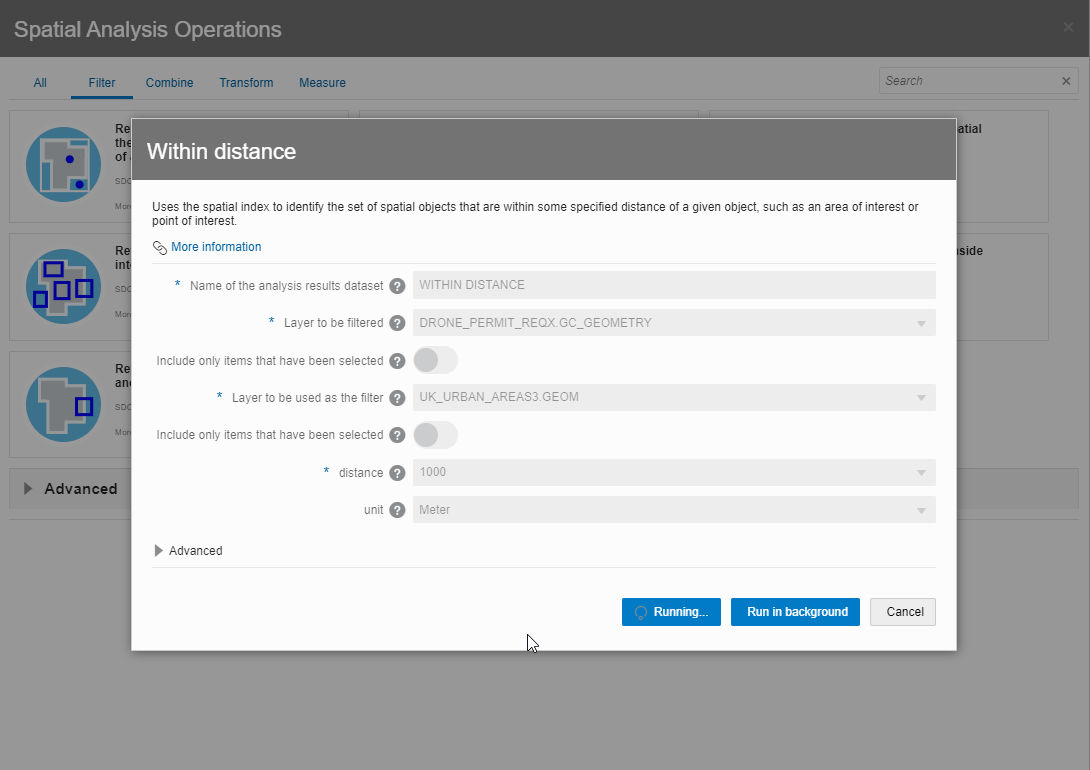 Spatial Analysis Operations
All
Filter
Combine
Transform
Measure
Search
Re
the
of
SDO
Mor
atial
Re
int
SDO
Mor
side
Re
and
SDO
Mor
Advanced
Within distance
Uses the spatial index to identify the set of spatial objects that are within some specified distance of a given object, such as an area of interest or
point of interest.
More information
* Name of the analysis results dataset ? WITHIN DISTANCE
* Layer to be filtered ? DRONE_PERMIT_REQX.GC_GEOMETRY
Include only items that have been selected ?
* Layer to be used as the filter ? UK_URBAN_AREAS3.GEOM
Include only items that have been selected ?
* distance ? 1000
unit ? Meter
Advanced
Running...
Run in background
Cancel